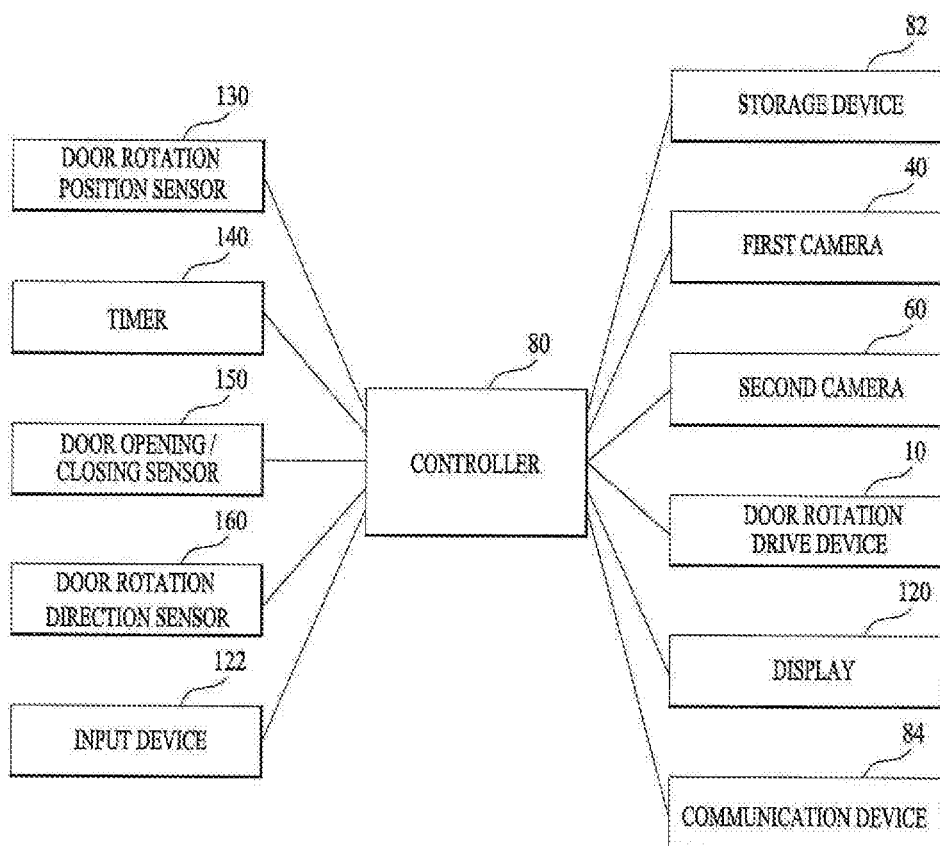 130
DOOR ROTATION
POSITION SENSOR
140
TIMER
150
DOOR OPENING /
CLOSING SENSOR
160
DOOR ROTATION
DIRECTION SENSOR
122
INPUT DEVICE
80
CONTROLLER
82
STORAGE DEVICE
40
FIRST CAMERA
60
SECOND CAMERA
10
DOOR ROTATION
DRIVE DEVICE
120
DISPLAY
84
COMMUNICATION DEVICE